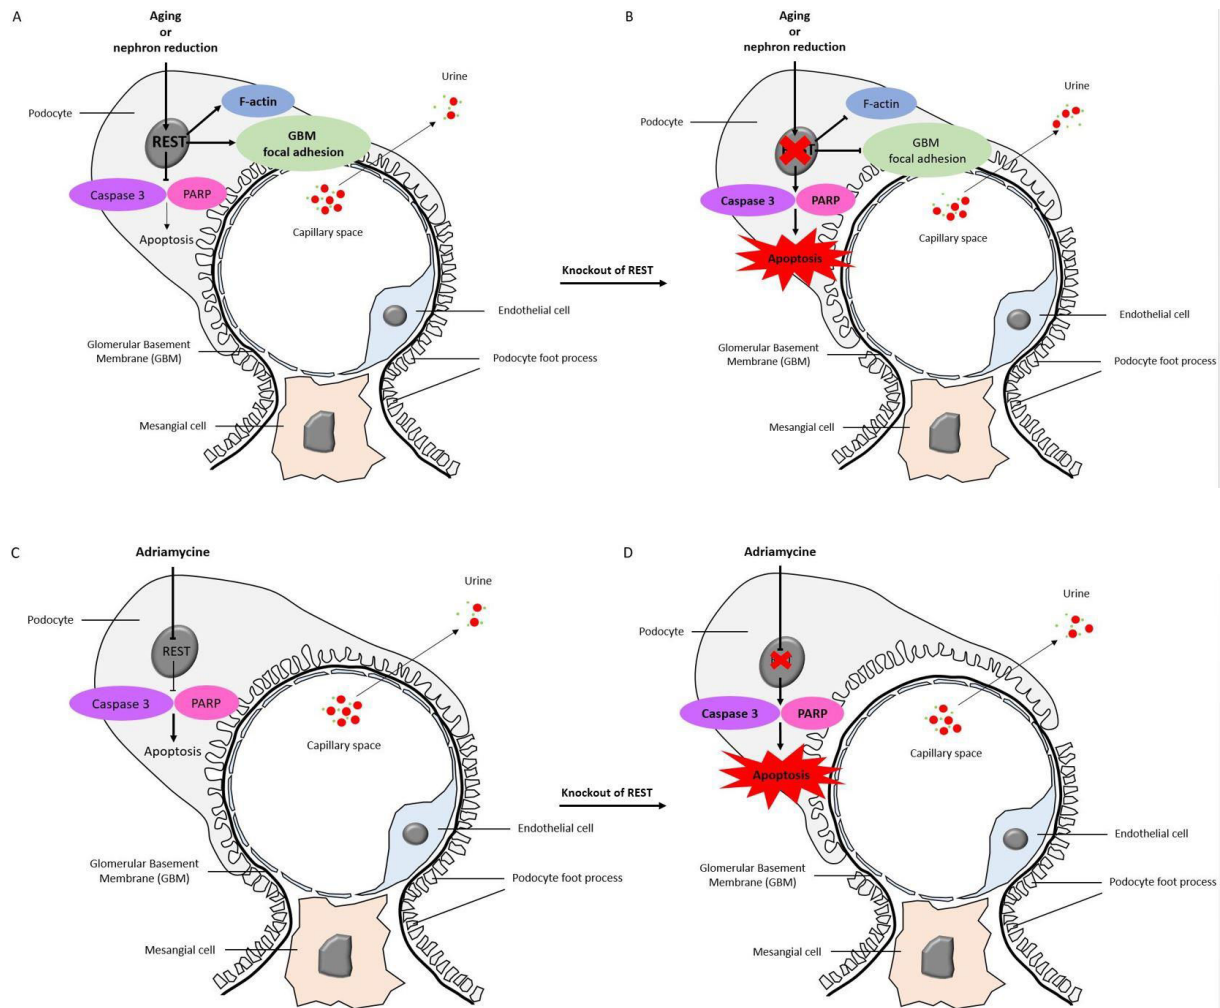 A
Aging
or
nephron reduction
Urine
Podocyte
F-actin
REST
GBM
focal adhesion
Caspase 3
PARP
Apoptosis
Capillary space
Endothelial cell
Glomerular Basement
Membrane (GBM)
Podocyte foot process
Mesangial cell
Knockout of REST
B
Aging
or
nephron reduction
Urine
Podocyte
F-actin
GBM
focal adhesion
Caspase 3
PARP
Apoptosis
Capillary space
Endothelial cell
Glomerular Basement
Membrane (GBM)
Podocyte foot process
Mesangial cell
C
Adriamycine
Urine
Podocyte
REST
Caspase 3
PARP
Apoptosis
Capillary space
Endothelial cell
Glomerular Basement
Membrane (GBM)
Podocyte foot process
Mesangial cell
Knockout of REST
D
Adriamycine
Urine
Podocyte
Caspase 3
PARP
Apoptosis
Capillary space
Endothelial cell
Glomerular Basement
Membrane (GBM)
Podocyte foot process
Mesangial cell